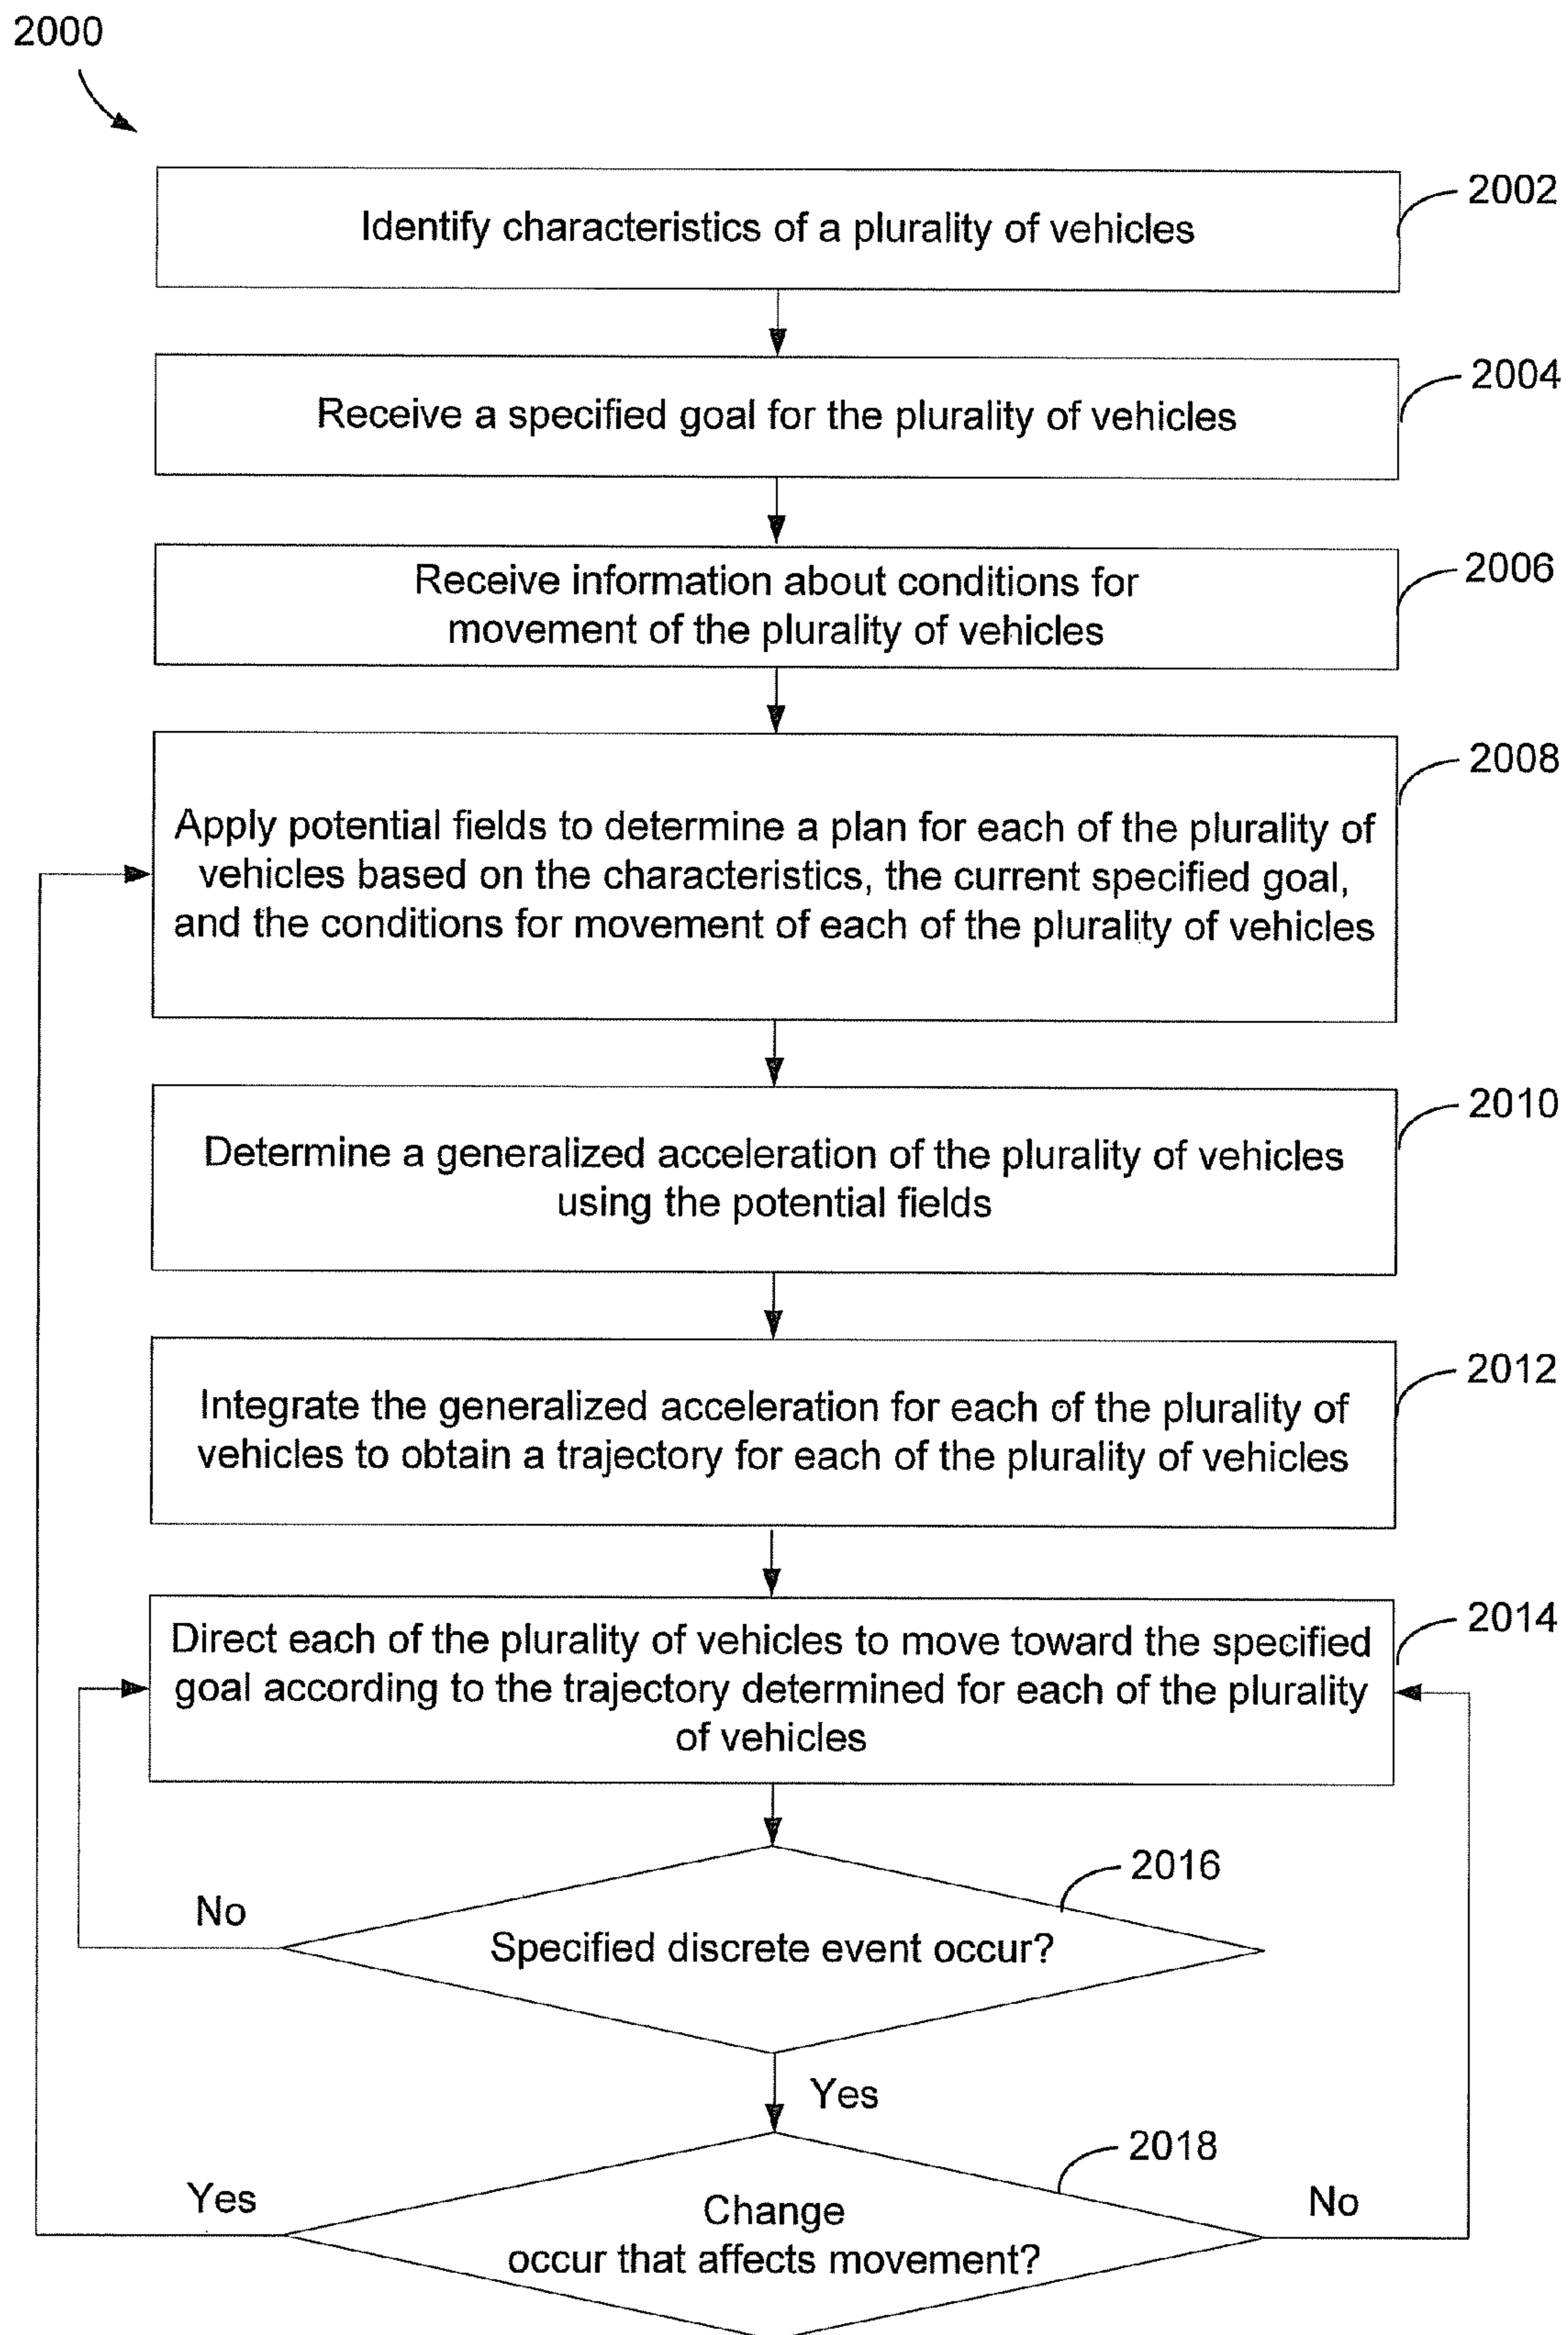 2000
2002
Identify characteristics of a plurality of vehicles
2004
Receive a specified goal for the plurality of vehicles
2006
Receive information about conditions for
movement of the plurality of vehicles
2008
Apply potential fields to determine a plan for each of the plurality of
vehicles based on the characteristics, the current specified goal,
and the conditions for movement of each of the plurality of vehicles
2010
Determine a generalized acceleration of the plurality of vehicles
using the potential fields
2012
Integrate the generalized acceleration for each of the plurality of
vehicles to obtain a trajectory for each of the plurality of vehicles
2014
Direct each of the plurality of vehicles to move toward the specified
goal according to the trajectory determined for each of the plurality
of vehicles
2016
No
Specified discrete event occur?
Yes
2018
Yes
No
Change
occur that affects movement?